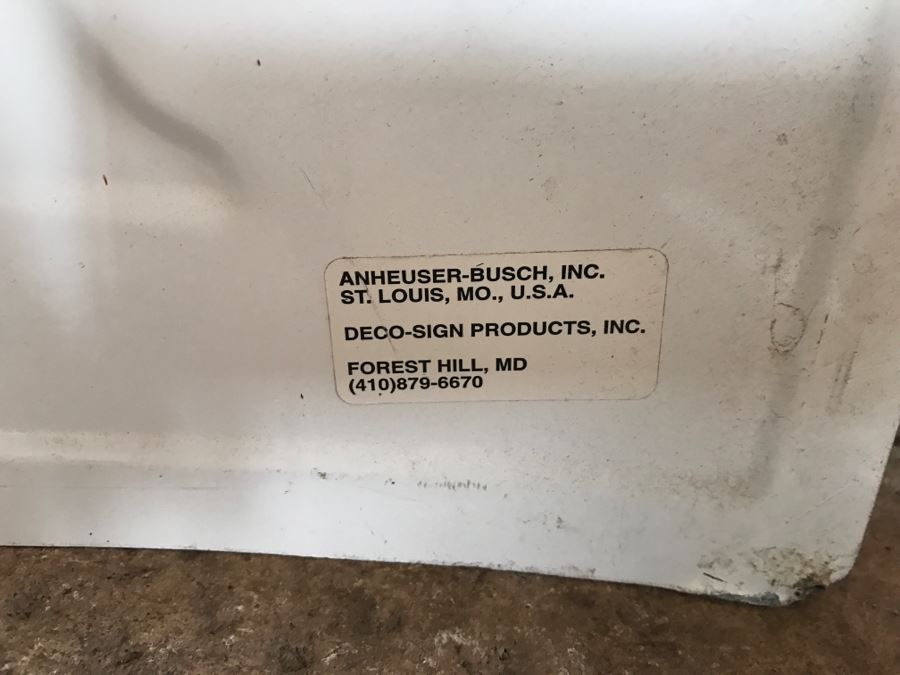 ANHEUSER-BUSCH, INC.
ST. LOUIS, MO., U.S.A.
DECO-SIGN PRODUCTS, INC.
FOREST HILL, MD
(410)879-6670